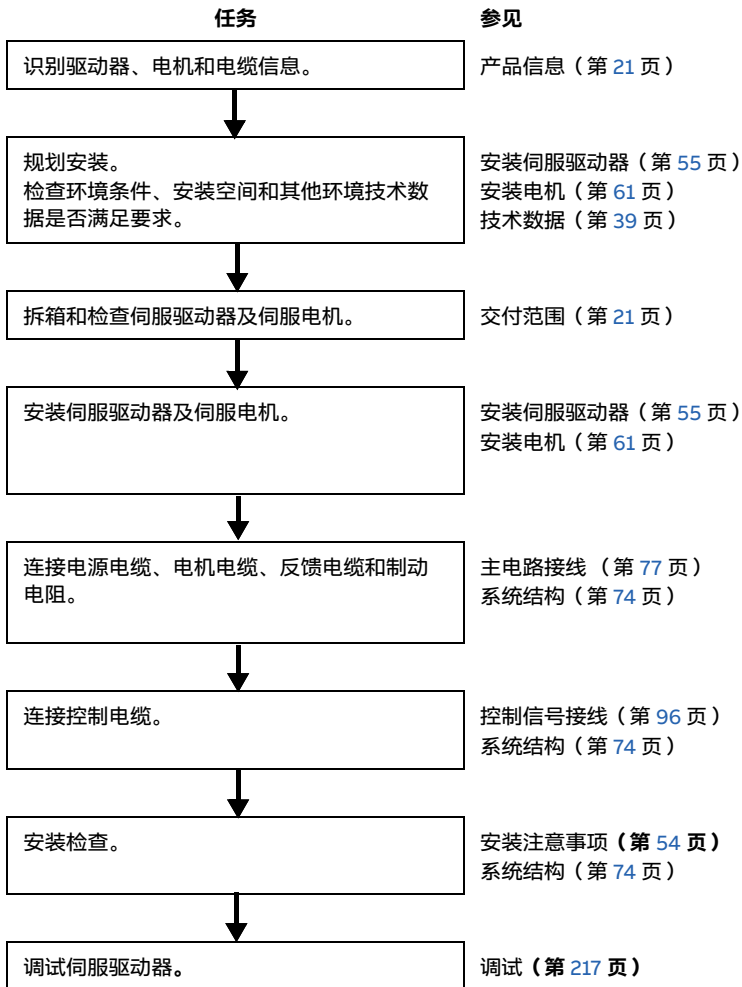 任务 参见
识别驱动器、电机和电缆信息。 产品信息（第 21 页）
规划安装。 安装伺服驱动器（第 55 页）
检查环境条件、安装空间和其他环境技术数 安装电机（第 61 页）
据是否满足要求。 技术数据（第 39 页）
拆箱和检查伺服驱动器及伺服电机。 交付范围（第 21 页）
安装伺服驱动器及伺服电机。 安装伺服驱动器（第 55 页）
安装电机（第 61 页）
连接电源电缆、电机电缆、反馈电缆和制动 主电路接线 （第 77 页）
电阻。 系统结构（第 74 页）
连接控制电缆。 控制信号接线（第 96 页）
系统结构（第 74 页）
安装检查。 安装注意事项（第 54 页）
系统结构（第 74 页）
调试伺服驱动器。 调试（第 217 页）